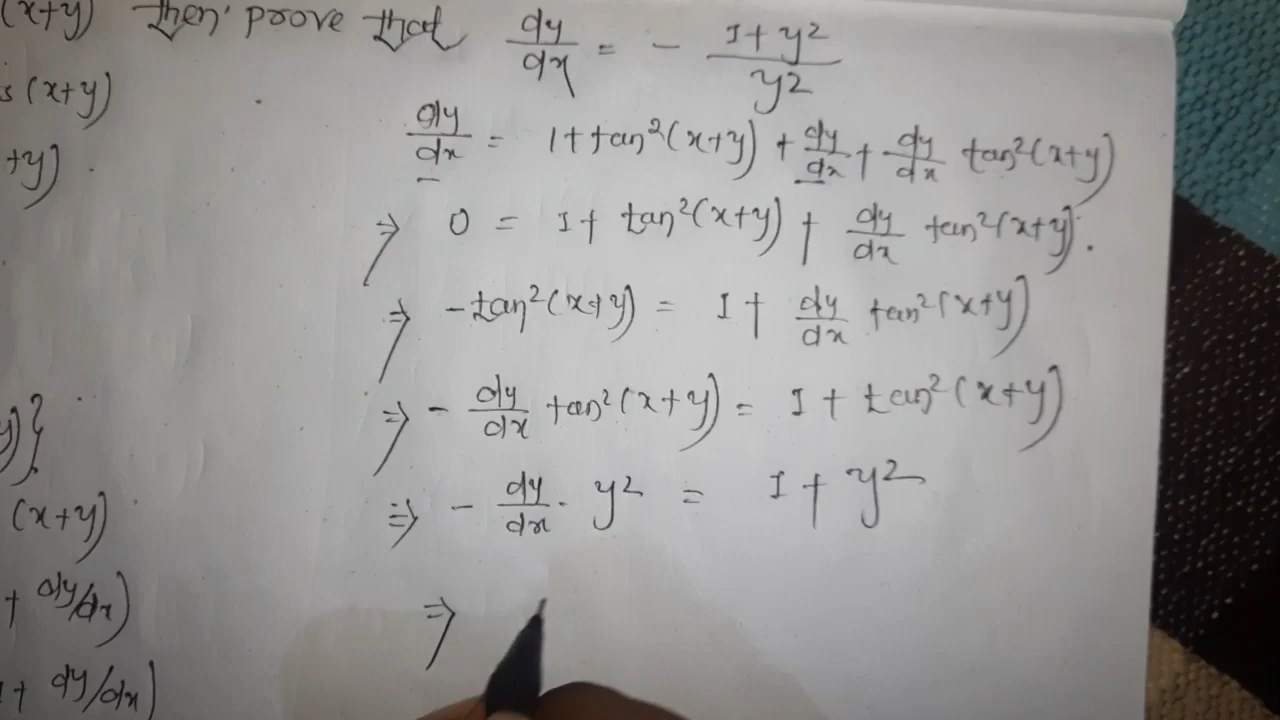 (x+y) then, prove that dy/dx = - (1+y²)/y²
s (x+y)
+y)
y)}
(x+y)
+ dy/dx)
+ dy/dx)
dy/dx = 1+tan²(x+y) + dy/dx + dy/dx tan²(x+y)
⇒ 0 = 1+ tan²(x+y) + dy/dx tan²(x+y).
⇒ -tan²(x+y) = 1+ dy/dx tan²(x+y)
⇒ - dy/dx tan²(x+y) = 1+ tan²(x+y)
⇒ - dy/dx · y² = 1+ y²
⇒